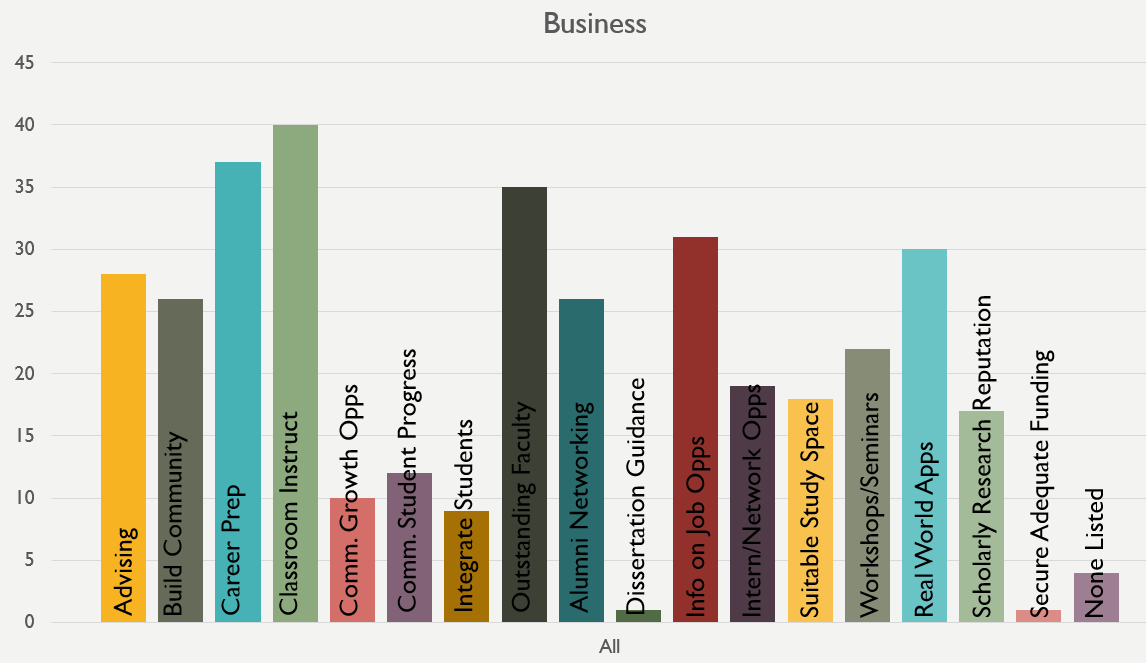 Business
45
40
35
30
25
20
15
10
5
0
Advising
Build Community
Career Prep
Classroom Instruct
Comm. Growth Opps
Comm. Student Progress
Integrate Students
Outstanding Faculty
Alumni Networking
Dissertation Guidance
Info on Job Opps
Intern/Network Opps
Suitable Study Space
Workshops/Seminars
Real World Apps
Scholarly Research Reputation
Secure Adequate Funding
None Listed
All